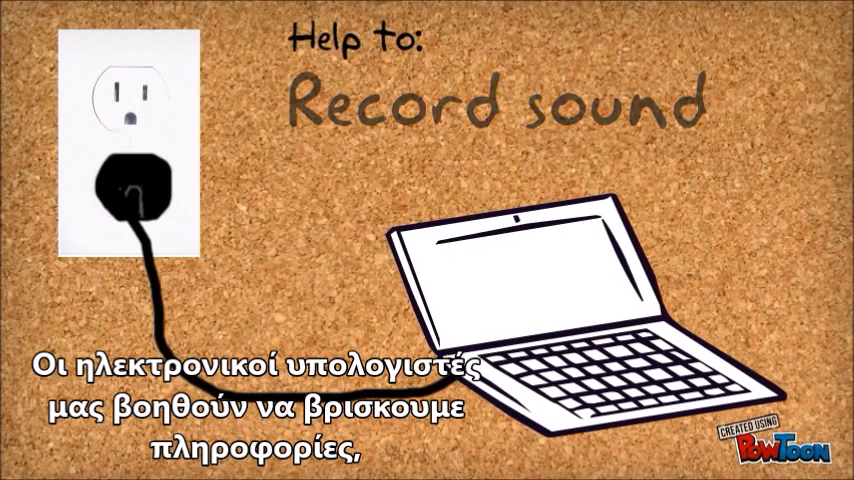 Help to:
Record sound
Οι ηλεκτρονικοί υπολογιστές
μας βοηθούν να βρισκουμε
πληροφορίες,
CREATED USING
POWTOON